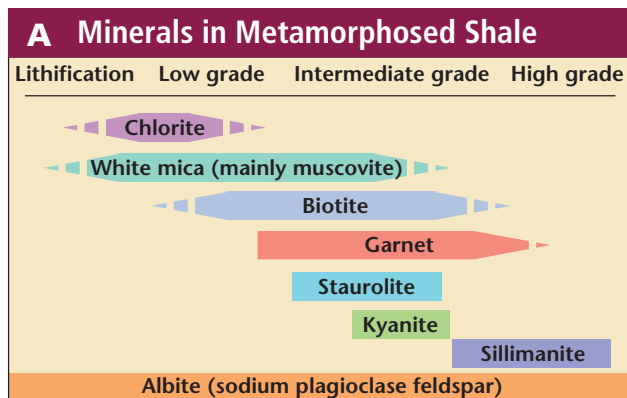 A Minerals in Metamorphosed Shale
Lithification Low grade Intermediate grade High grade
Chlorite
White mica (mainly muscovite)
Biotite
Garnet
Staurolite
Kyanite
Sillimanite
Albite (sodium plagioclase feldspar)